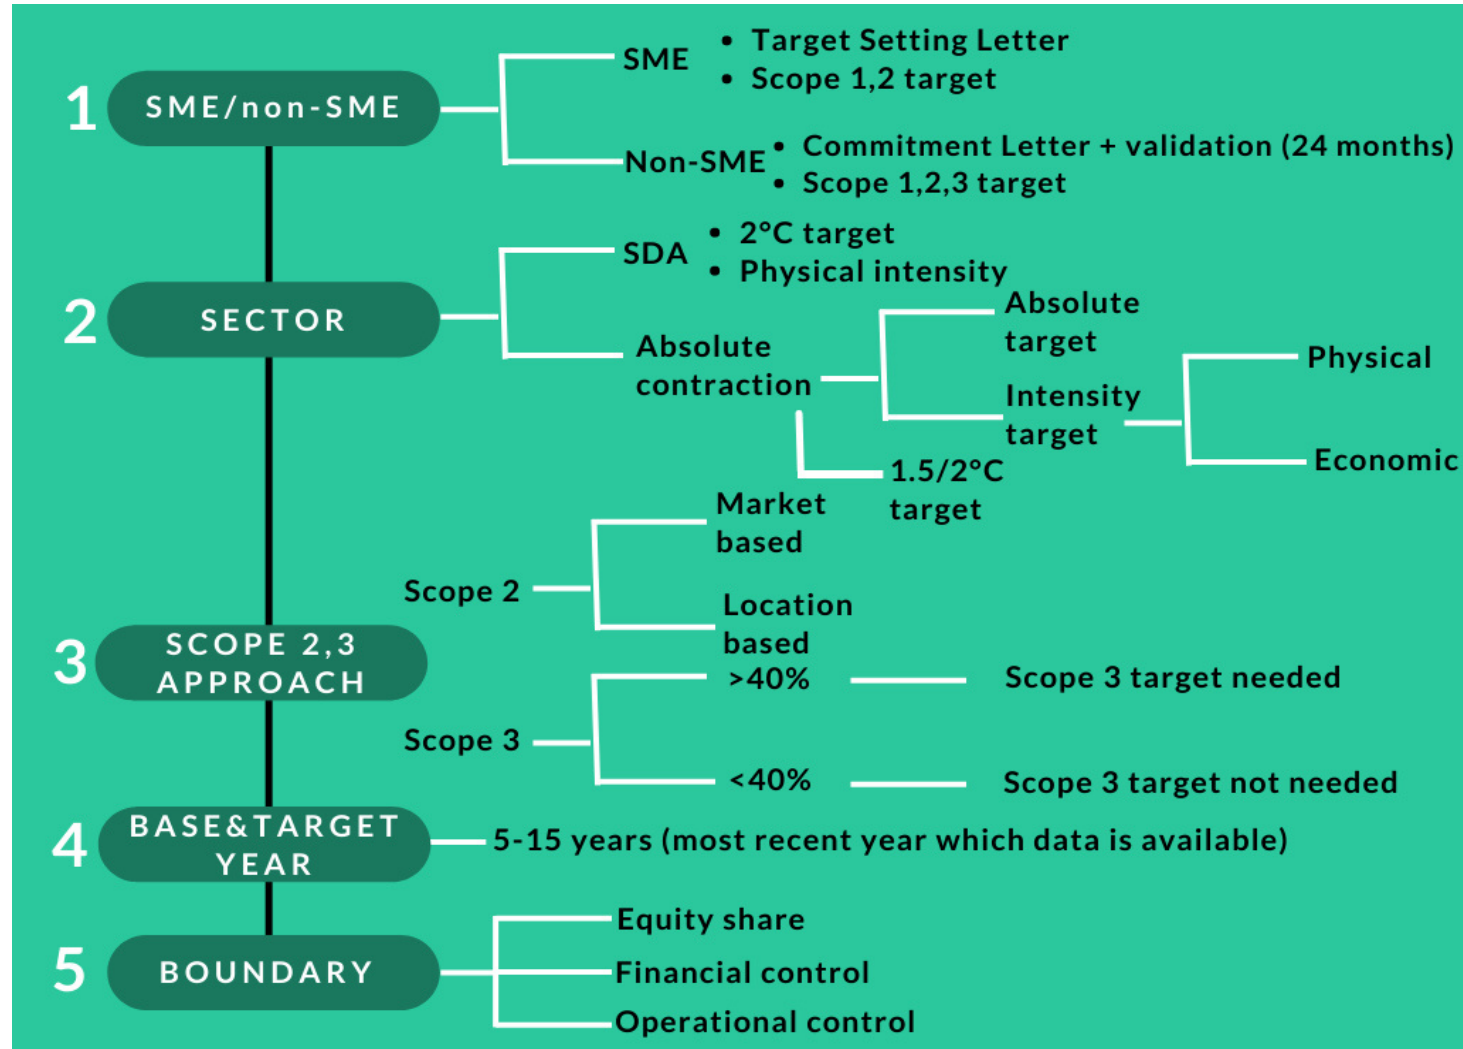 1
SME/non-SME
SME
• Target Setting Letter
• Scope 1,2 target
Non-SME
• Commitment Letter + validation (24 months)
• Scope 1,2,3 target
2
SECTOR
SDA
• 2°C target
• Physical intensity
Absolute
contraction
Absolute
target
Intensity
target
Physical
Economic
1.5/2°C
target
3
SCOPE 2,3
APPROACH
Scope 2
Market
based
Location
based
Scope 3
>40%
Scope 3 target needed
<40%
Scope 3 target not needed
4
BASE&TARGET
YEAR
5-15 years (most recent year which data is available)
5
BOUNDARY
Equity share
Financial control
Operational control